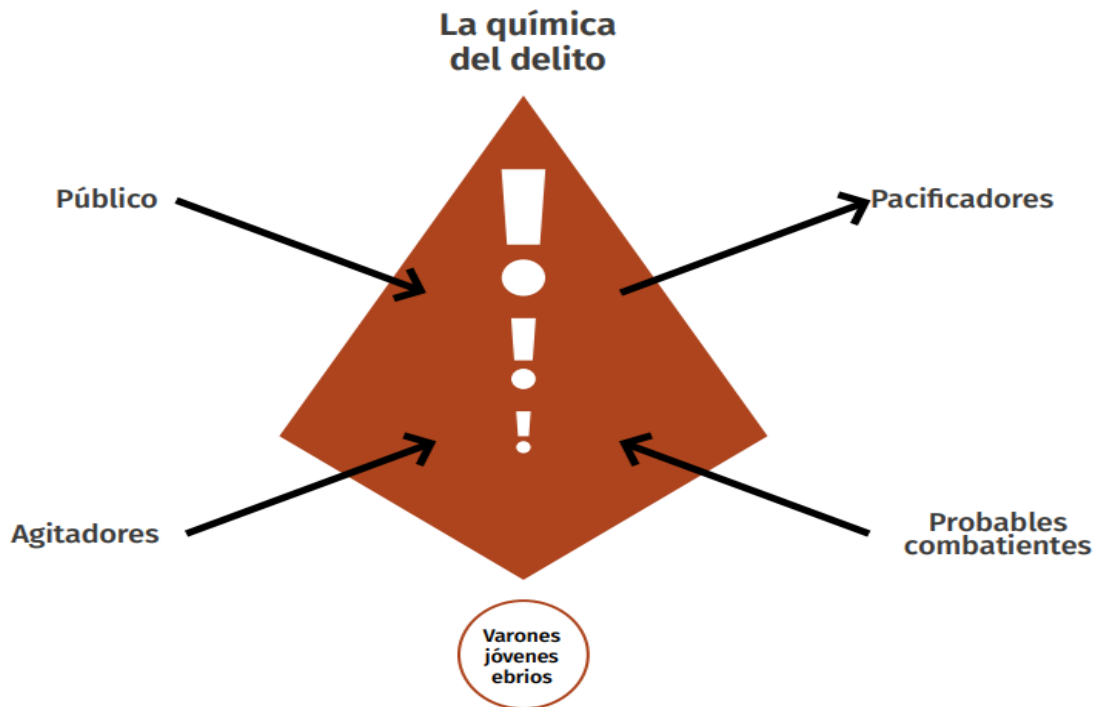 La química
del delito
Público
Pacificadores
!
!
!
Agitadores
Probables
combatientes
Varones
jóvenes
ebrios